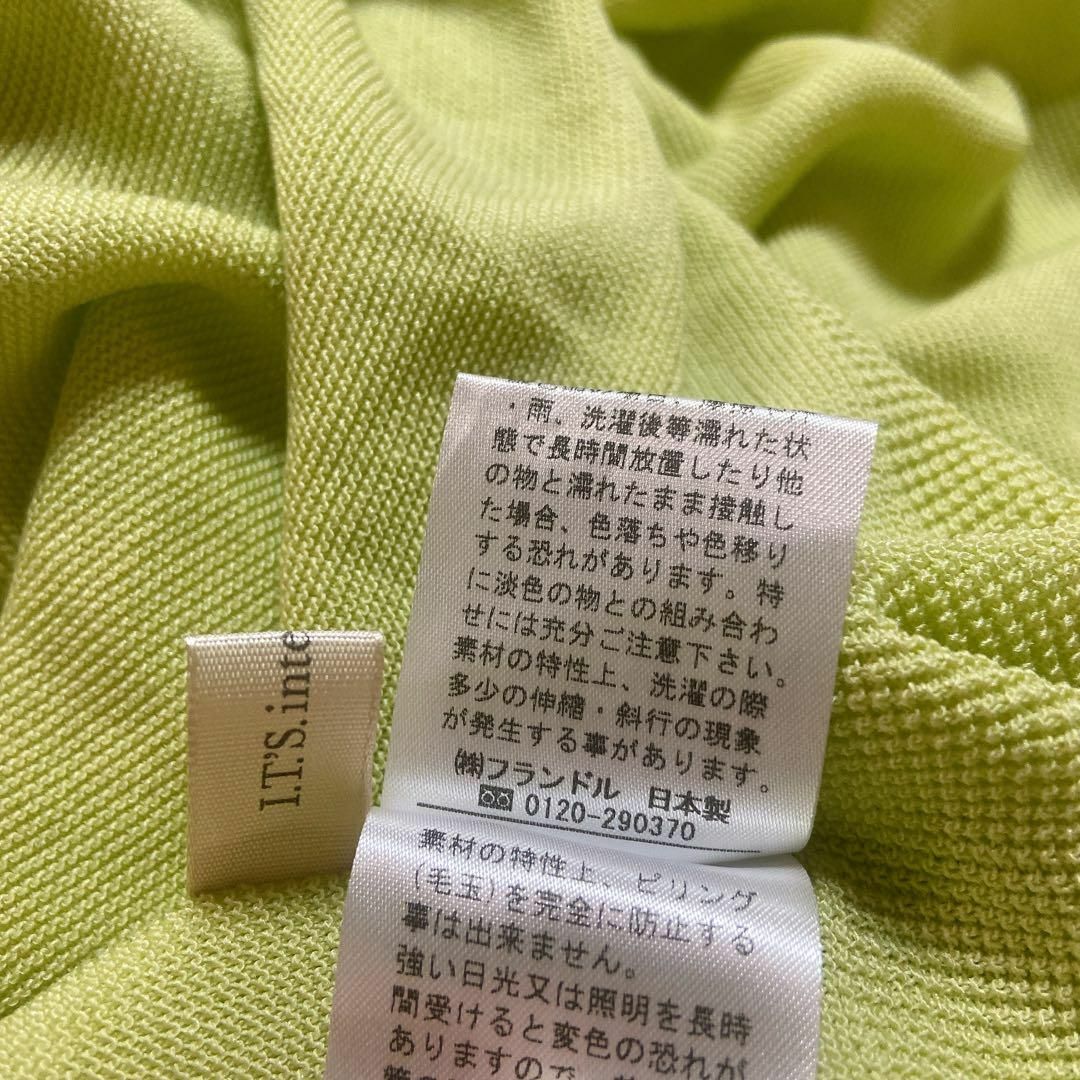 ・雨、洗濯後等濡れた状
態で長時間放置したり他
の物と濡れたまま接触し
た場合、色落ちや色移り
する恐れがあります。特
に淡色の物との組み合わ
せには充分ご注意下さい。
素材の特性上、洗濯の際
多少の伸縮・斜行の現象
が発生する事があります。
㈱フランドル 日本製
0120-290370
I.T.'S.inte
素材の特性上、ピリング
(毛玉)を完全に防止する
事は出来ません。
強い日光又は照明を長時
間受けると変色の恐れが
ありますので、